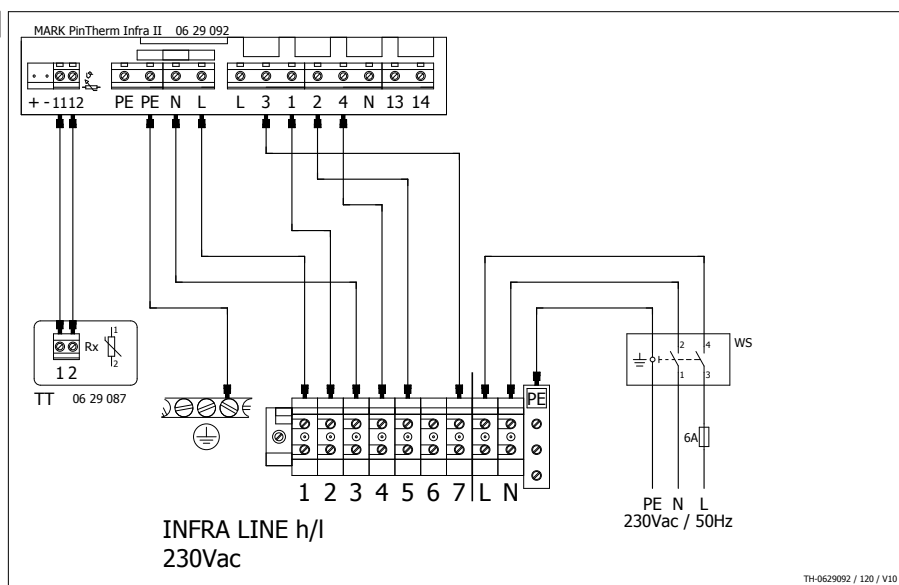 MARK PinTherm Infra II 06 29 092
+ - 11 12 PE PE N L L 3 1 2 4 N 13 14
1
Rx
2
1 2
TT 06 29 087
2 4
WS
1 3
6A
PE
1 2 3 4 5 6 7 L N
PE N L
230Vac / 50Hz
INFRA LINE h/l
230Vac
TH-0629092 / 120 / V10